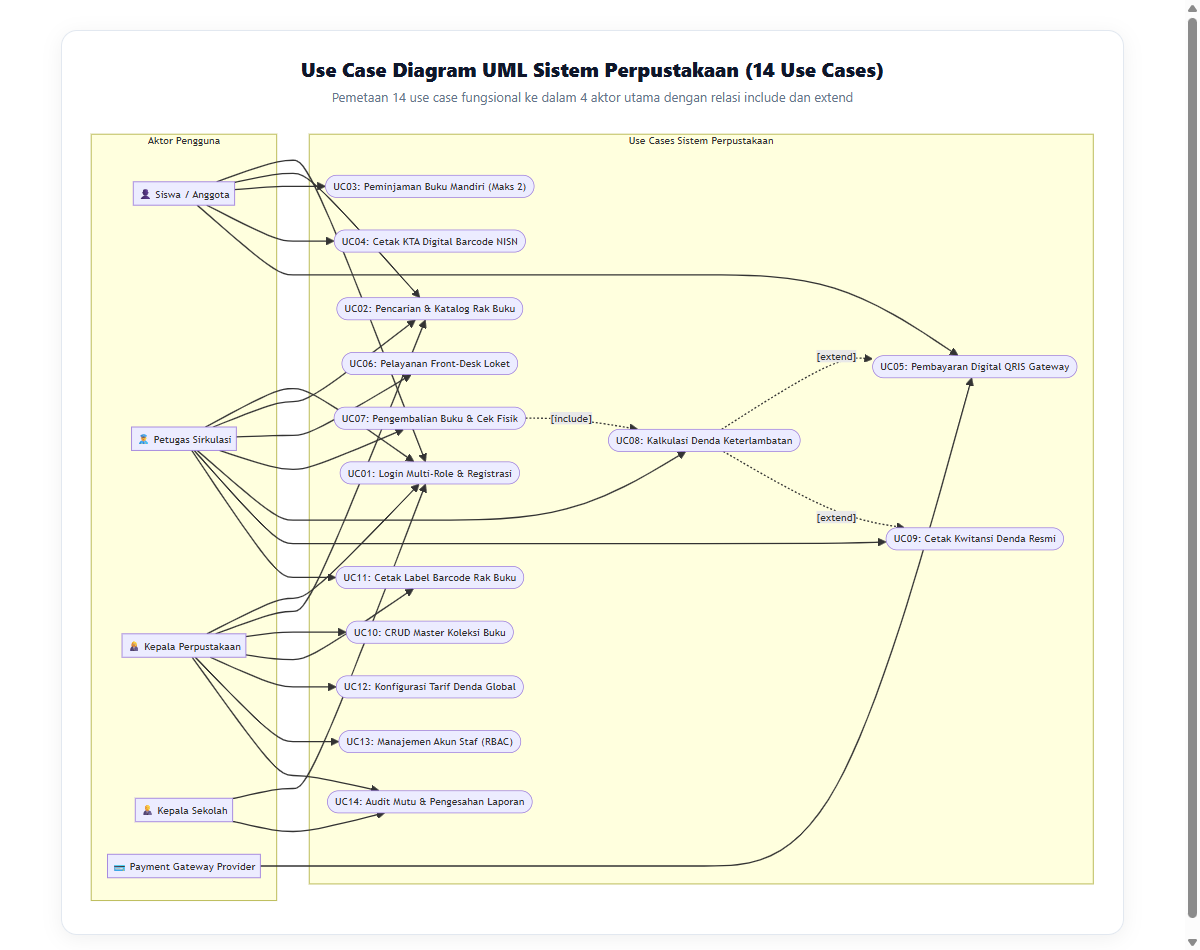 Use Case Diagram UML Sistem Perpustakaan (14 Use Cases)
Pemetaan 14 use case fungsional ke dalam 4 aktor utama dengan relasi include dan extend
Aktor Pengguna
Use Cases Sistem Perpustakaan
Siswa / Anggota
UC03: Peminjaman Buku Mandiri (Maks 2)
UC04: Cetak KTA Digital Barcode NISN
UC02: Pencarian & Katalog Rak Buku
UC06: Pelayanan Front-Desk Loket
[extend]
UC05: Pembayaran Digital QRIS Gateway
UC07: Pengembalian Buku & Cek Fisik
[include]
Petugas Sirkulasi
UC08: Kalkulasi Denda Keterlambatan
UC01: Login Multi-Role & Registrasi
[extend]
UC09: Cetak Kwitansi Denda Resmi
UC11: Cetak Label Barcode Rak Buku
UC10: CRUD Master Koleksi Buku
Kepala Perpustakaan
UC12: Konfigurasi Tarif Denda Global
UC13: Manajemen Akun Staf (RBAC)
UC14: Audit Mutu & Pengesahan Laporan
Kepala Sekolah
Payment Gateway Provider